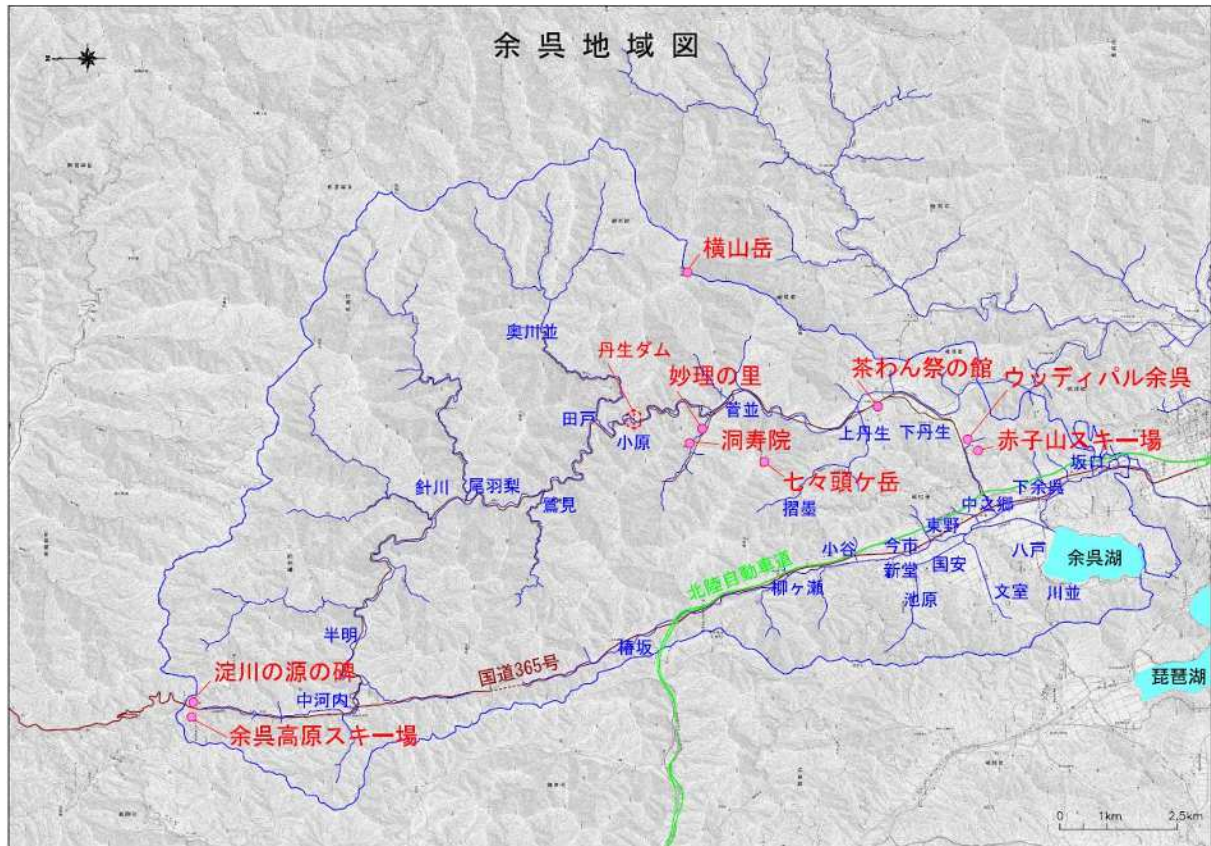 余呉地域図
N
横山岳
奥川並
丹生ダム
妙理の里
茶わん祭の館
ウッディパル余呉
田戸
小原
菅並
洞寿院
上丹生
下丹生
赤子山スキー場
坂口
七々頭ケ岳
針川
尾羽梨
鷲見
摺墨
中之郷
下余呉
東野
小谷
今市
八戸
余呉湖
北陸自動車道
柳ヶ瀬
新堂
国安
池原
文室
川並
半明
椿坂
国道365号
琵琶湖
淀川の源の碑
中河内
余呉高原スキー場
0 1km 2.5km